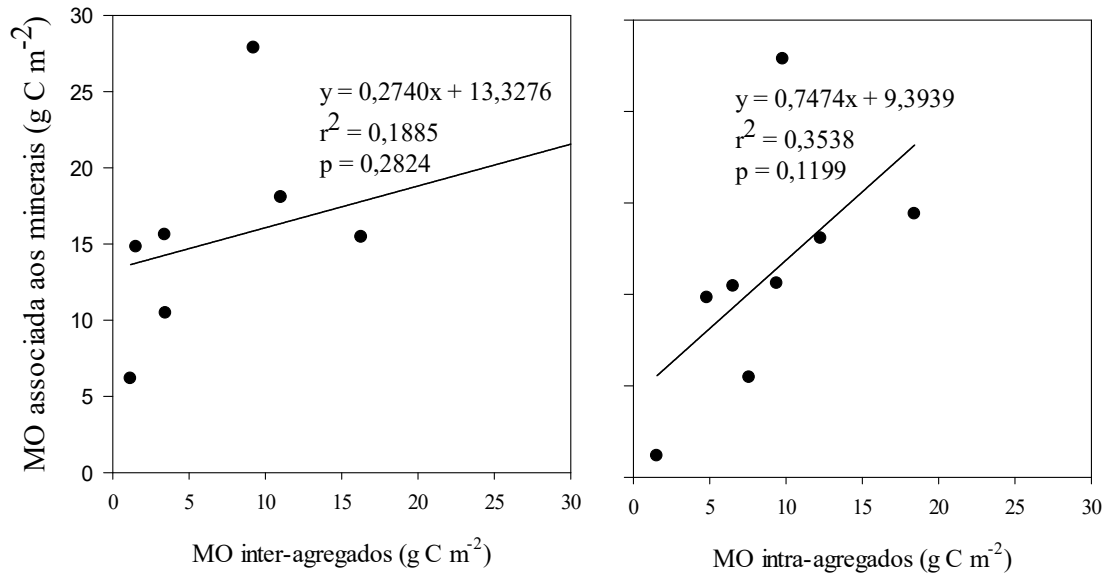 MO associada aos minerais (g C m-2)
30
25
20
15
10
5
0
y = 0,2740x + 13,3276
r2 = 0,1885
p = 0,2824
0 5 10 15 20 25 30
MO inter-agregados (g C m-2)
y = 0,7474x + 9,3939
r2 = 0,3538
p = 0,1199
0 5 10 15 20 25 30
MO intra-agregados (g C m-2)